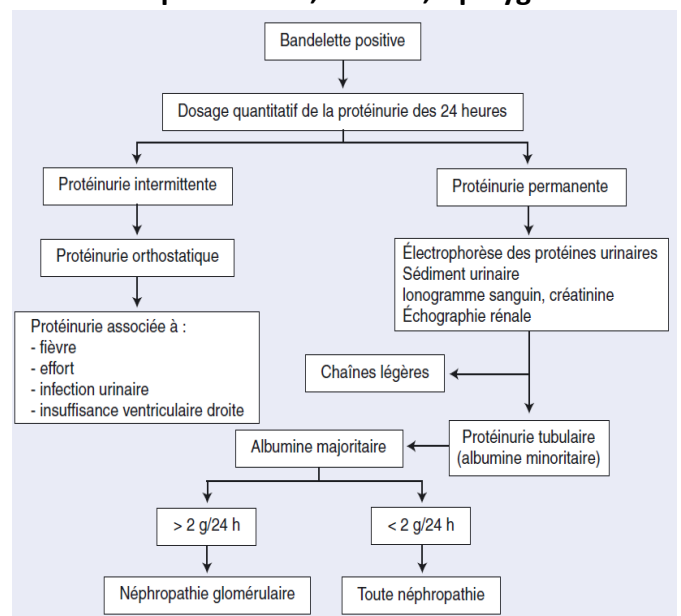 Bandelette positive
Dosage quantitatif de la protéinurie des 24 heures
Protéinurie intermittente
Protéinurie permanente
Protéinurie orthostatique
Électrophorèse des protéines urinaires
Sédiment urinaire
Ionogramme sanguin, créatinine
Échographie rénale
Protéinurie associée à :
- fièvre
- effort
- infection urinaire
- insuffisance ventriculaire droite
Chaînes légères
Albumine majoritaire
Protéinurie tubulaire
(albumine minoritaire)
> 2 g/24 h
< 2 g/24 h
Néphropathie glomérulaire
Toute néphropathie